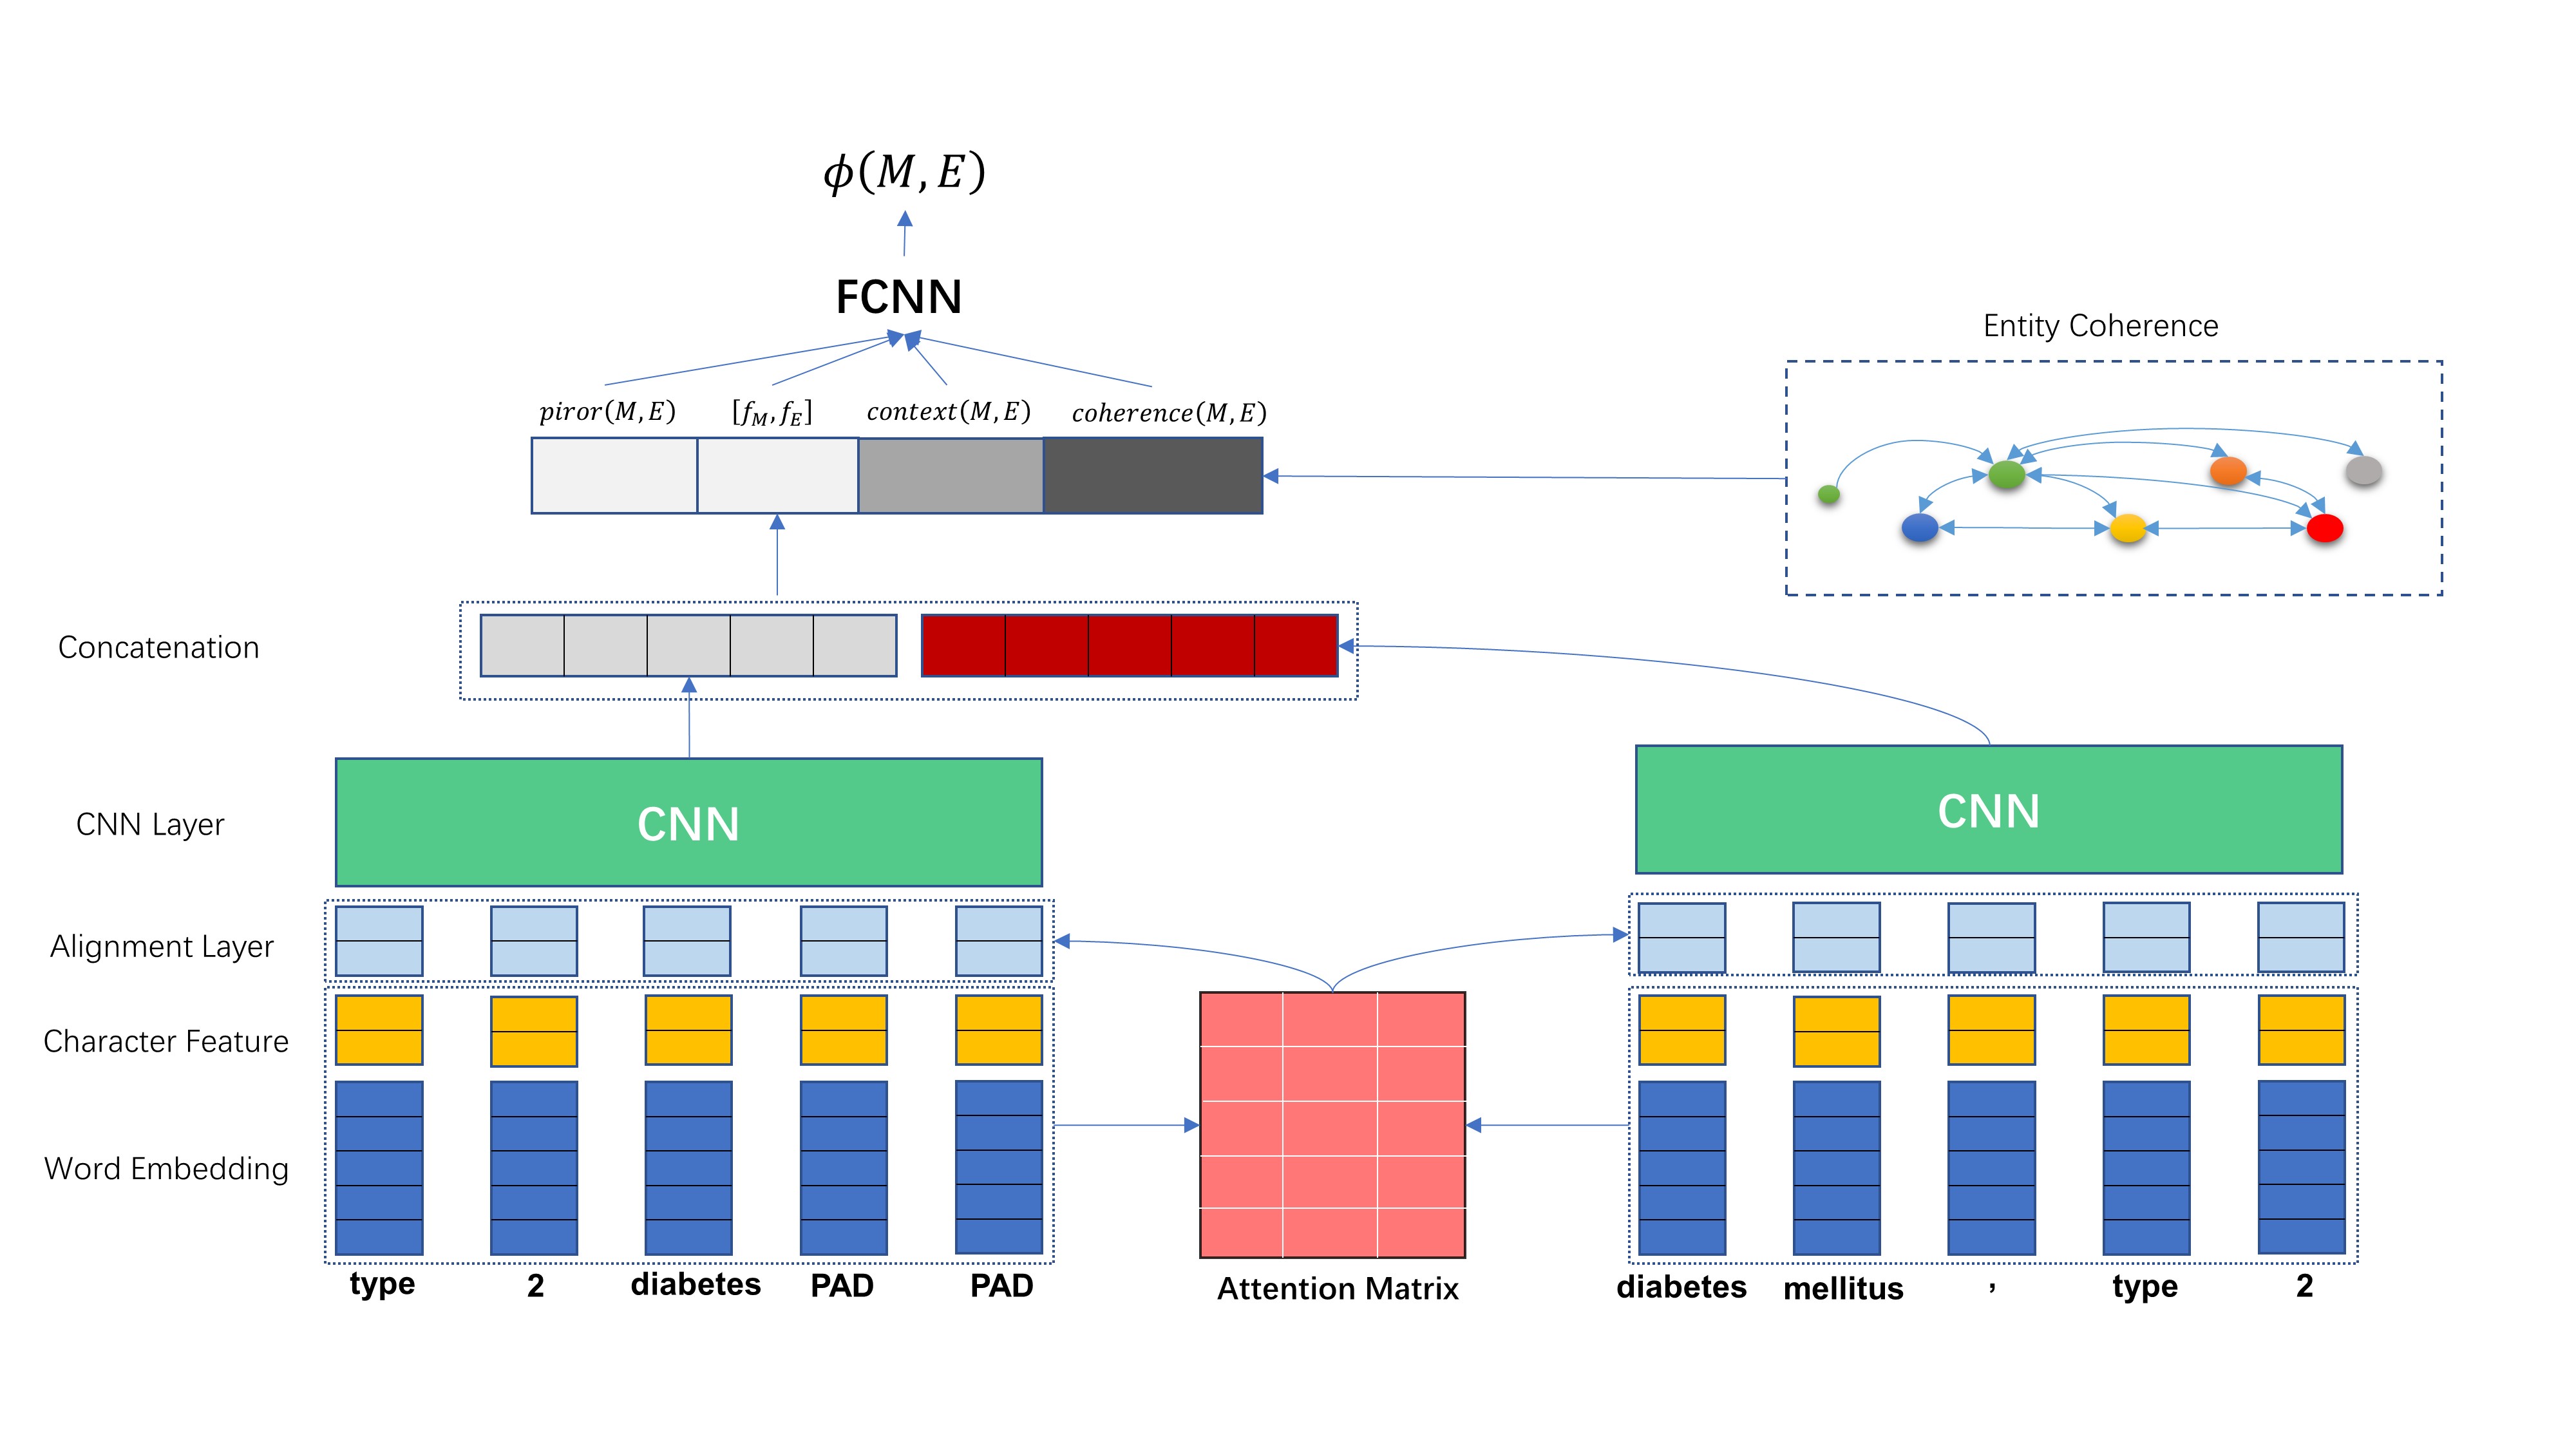 ϕ(M, E)
FCNN
Entity Coherence
piror(M, E) [f_M, f_E] context(M, E) coherence(M, E)
Concatenation
CNN Layer
CNN
CNN
Alignment Layer
Character Feature
Word Embedding
type 2 diabetes PAD PAD
Attention Matrix
diabetes mellitus , type 2